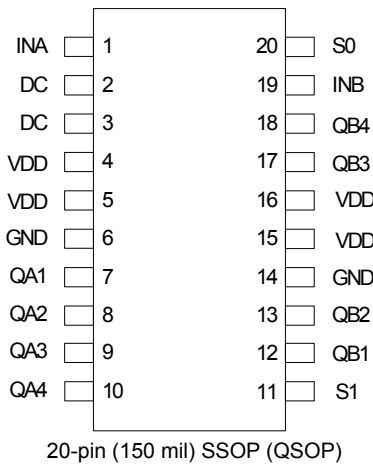 INA 1 20 S0
DC 2 19 INB
DC 3 18 QB4
VDD 4 17 QB3
VDD 5 16 VDD
GND 6 15 VDD
QA1 7 14 GND
QA2 8 13 QB2
QA3 9 12 QB1
QA4 10 11 S1
20-pin (150 mil) SSOP (QSOP)